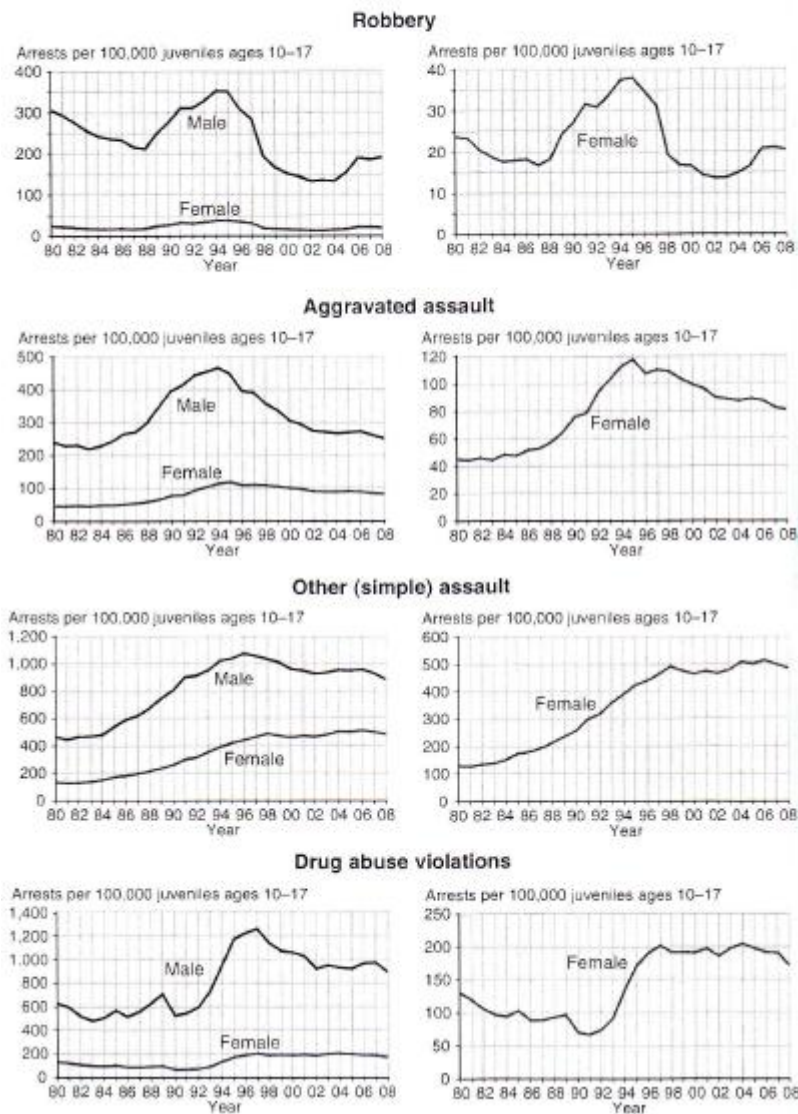 Robbery
Arrests per 100,000 juveniles ages 10–17
400
300
200
100
0
Male
Female
80 82 84 86 88 90 92 94 96 98 00 02 04 06 08
Year
Arrests per 100,000 juveniles ages 10–17
40
30
20
10
0
Female
80 82 84 86 88 90 92 94 96 98 00 02 04 06 08
Year
Aggravated assault
Arrests per 100,000 juveniles ages 10–17
500
400
300
200
100
0
Male
Female
80 82 84 86 88 90 92 94 96 98 00 02 04 06 08
Year
Arrests per 100,000 juveniles ages 10–17
120
100
80
60
40
20
0
Female
80 82 84 86 88 90 92 94 96 98 00 02 04 06 08
Year
Other (simple) assault
Arrests per 100,000 juveniles ages 10–17
1,200
1,000
800
600
400
200
0
Male
Female
80 82 84 86 88 90 92 94 96 98 00 02 04 06 08
Year
Arrests per 100,000 juveniles ages 10–17
600
500
400
300
200
100
0
Female
80 82 84 86 88 90 92 94 96 98 00 02 04 06 08
Year
Drug abuse violations
Arrests per 100,000 juveniles ages 10–17
1,400
1,200
1,000
800
600
400
200
0
Male
Female
80 82 84 86 88 90 92 94 96 98 00 02 04 06 08
Year
Arrests per 100,000 juveniles ages 10–17
250
200
150
100
50
0
Female
80 82 84 86 88 90 92 94 96 98 00 02 04 06 08
Year